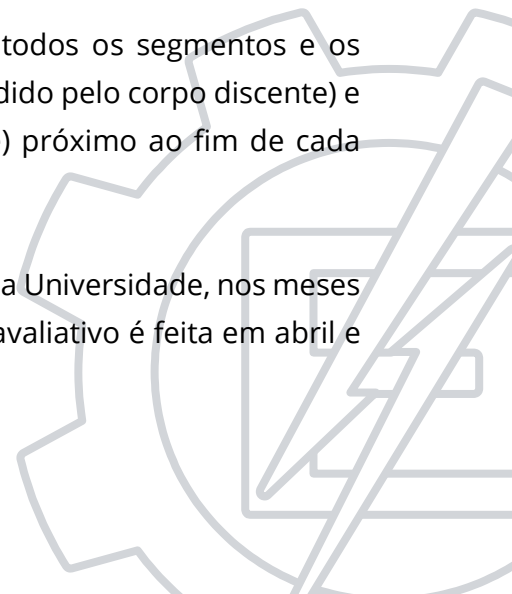 todos os segmentos e os
dido pelo corpo discente) e
) próximo ao fim de cada
a Universidade, nos meses
avaliativo é feita em abril e